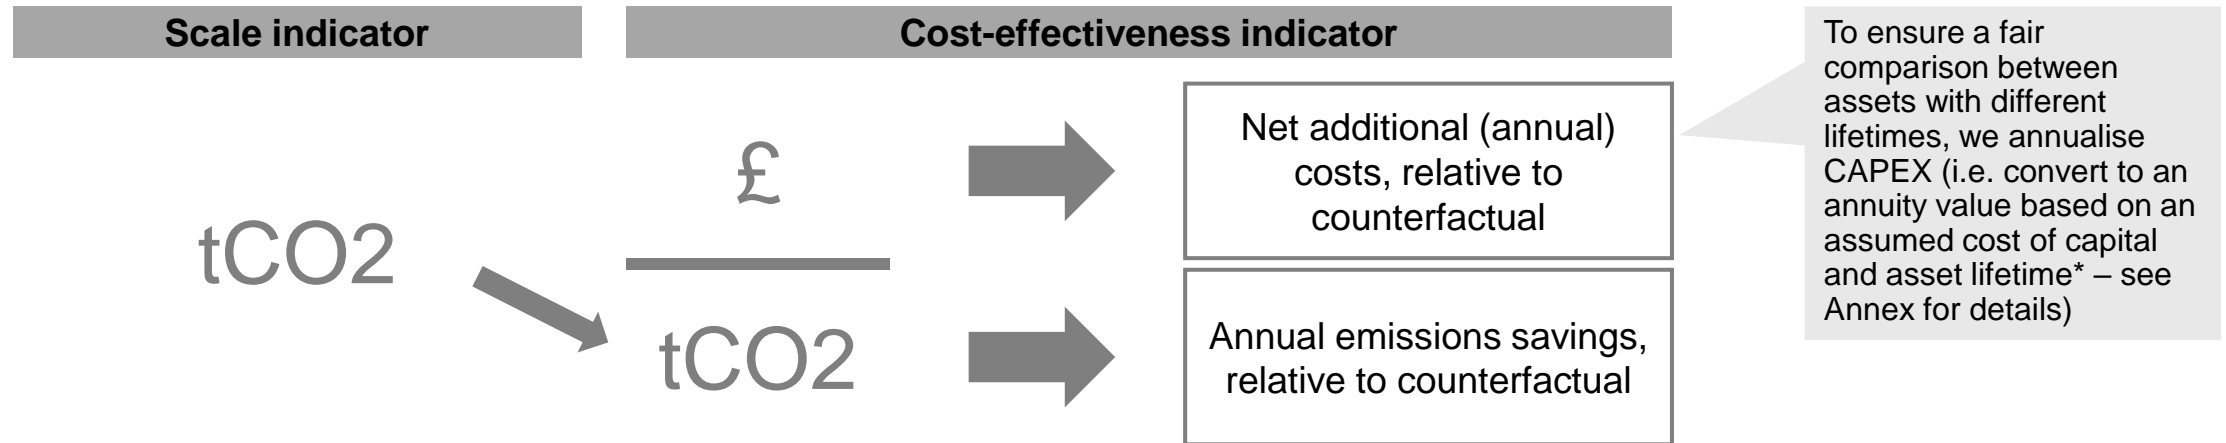 Scale indicator
Cost-effectiveness indicator
tCO2
£
tCO2
Net additional (annual)
costs, relative to
counterfactual
Annual emissions savings,
relative to counterfactual
To ensure a fair
comparison between
assets with different
lifetimes, we annualise
CAPEX (i.e. convert to an
annuity value based on an
assumed cost of capital
and asset lifetime* – see
Annex for details)